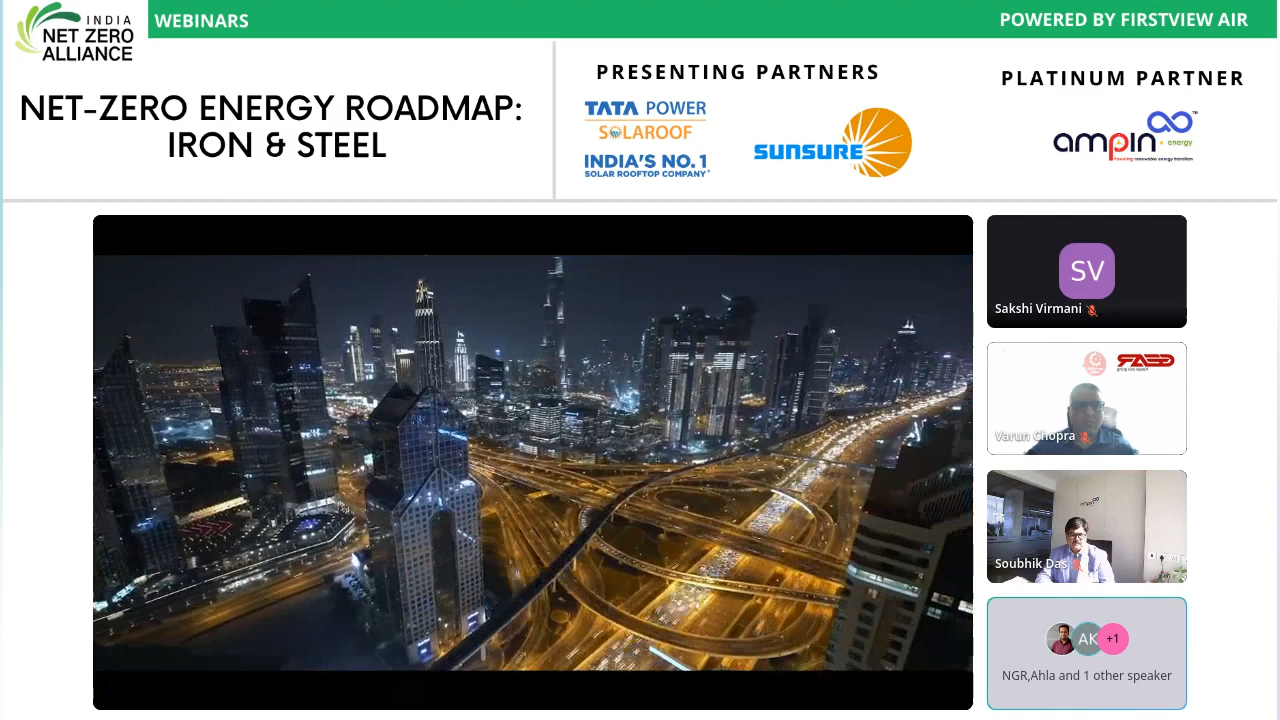 INDIA
NET ZERO
ALLIANCE
WEBINARS
POWERED BY FIRSTVIEW AIR
NET-ZERO ENERGY ROADMAP:
IRON & STEEL
PRESENTING PARTNERS
TATA POWER
SOLAROOF
INDIA'S NO. 1
SOLAR ROOFTOP COMPANY*
SUNSURE
PLATINUM PARTNER
ampIn energy
Powering renewable energy transition
SV
Sakshi Virmani
Varun Chopra
ampin
Soubhik Das
AK
+1
NGR,Ahla and 1 other speaker